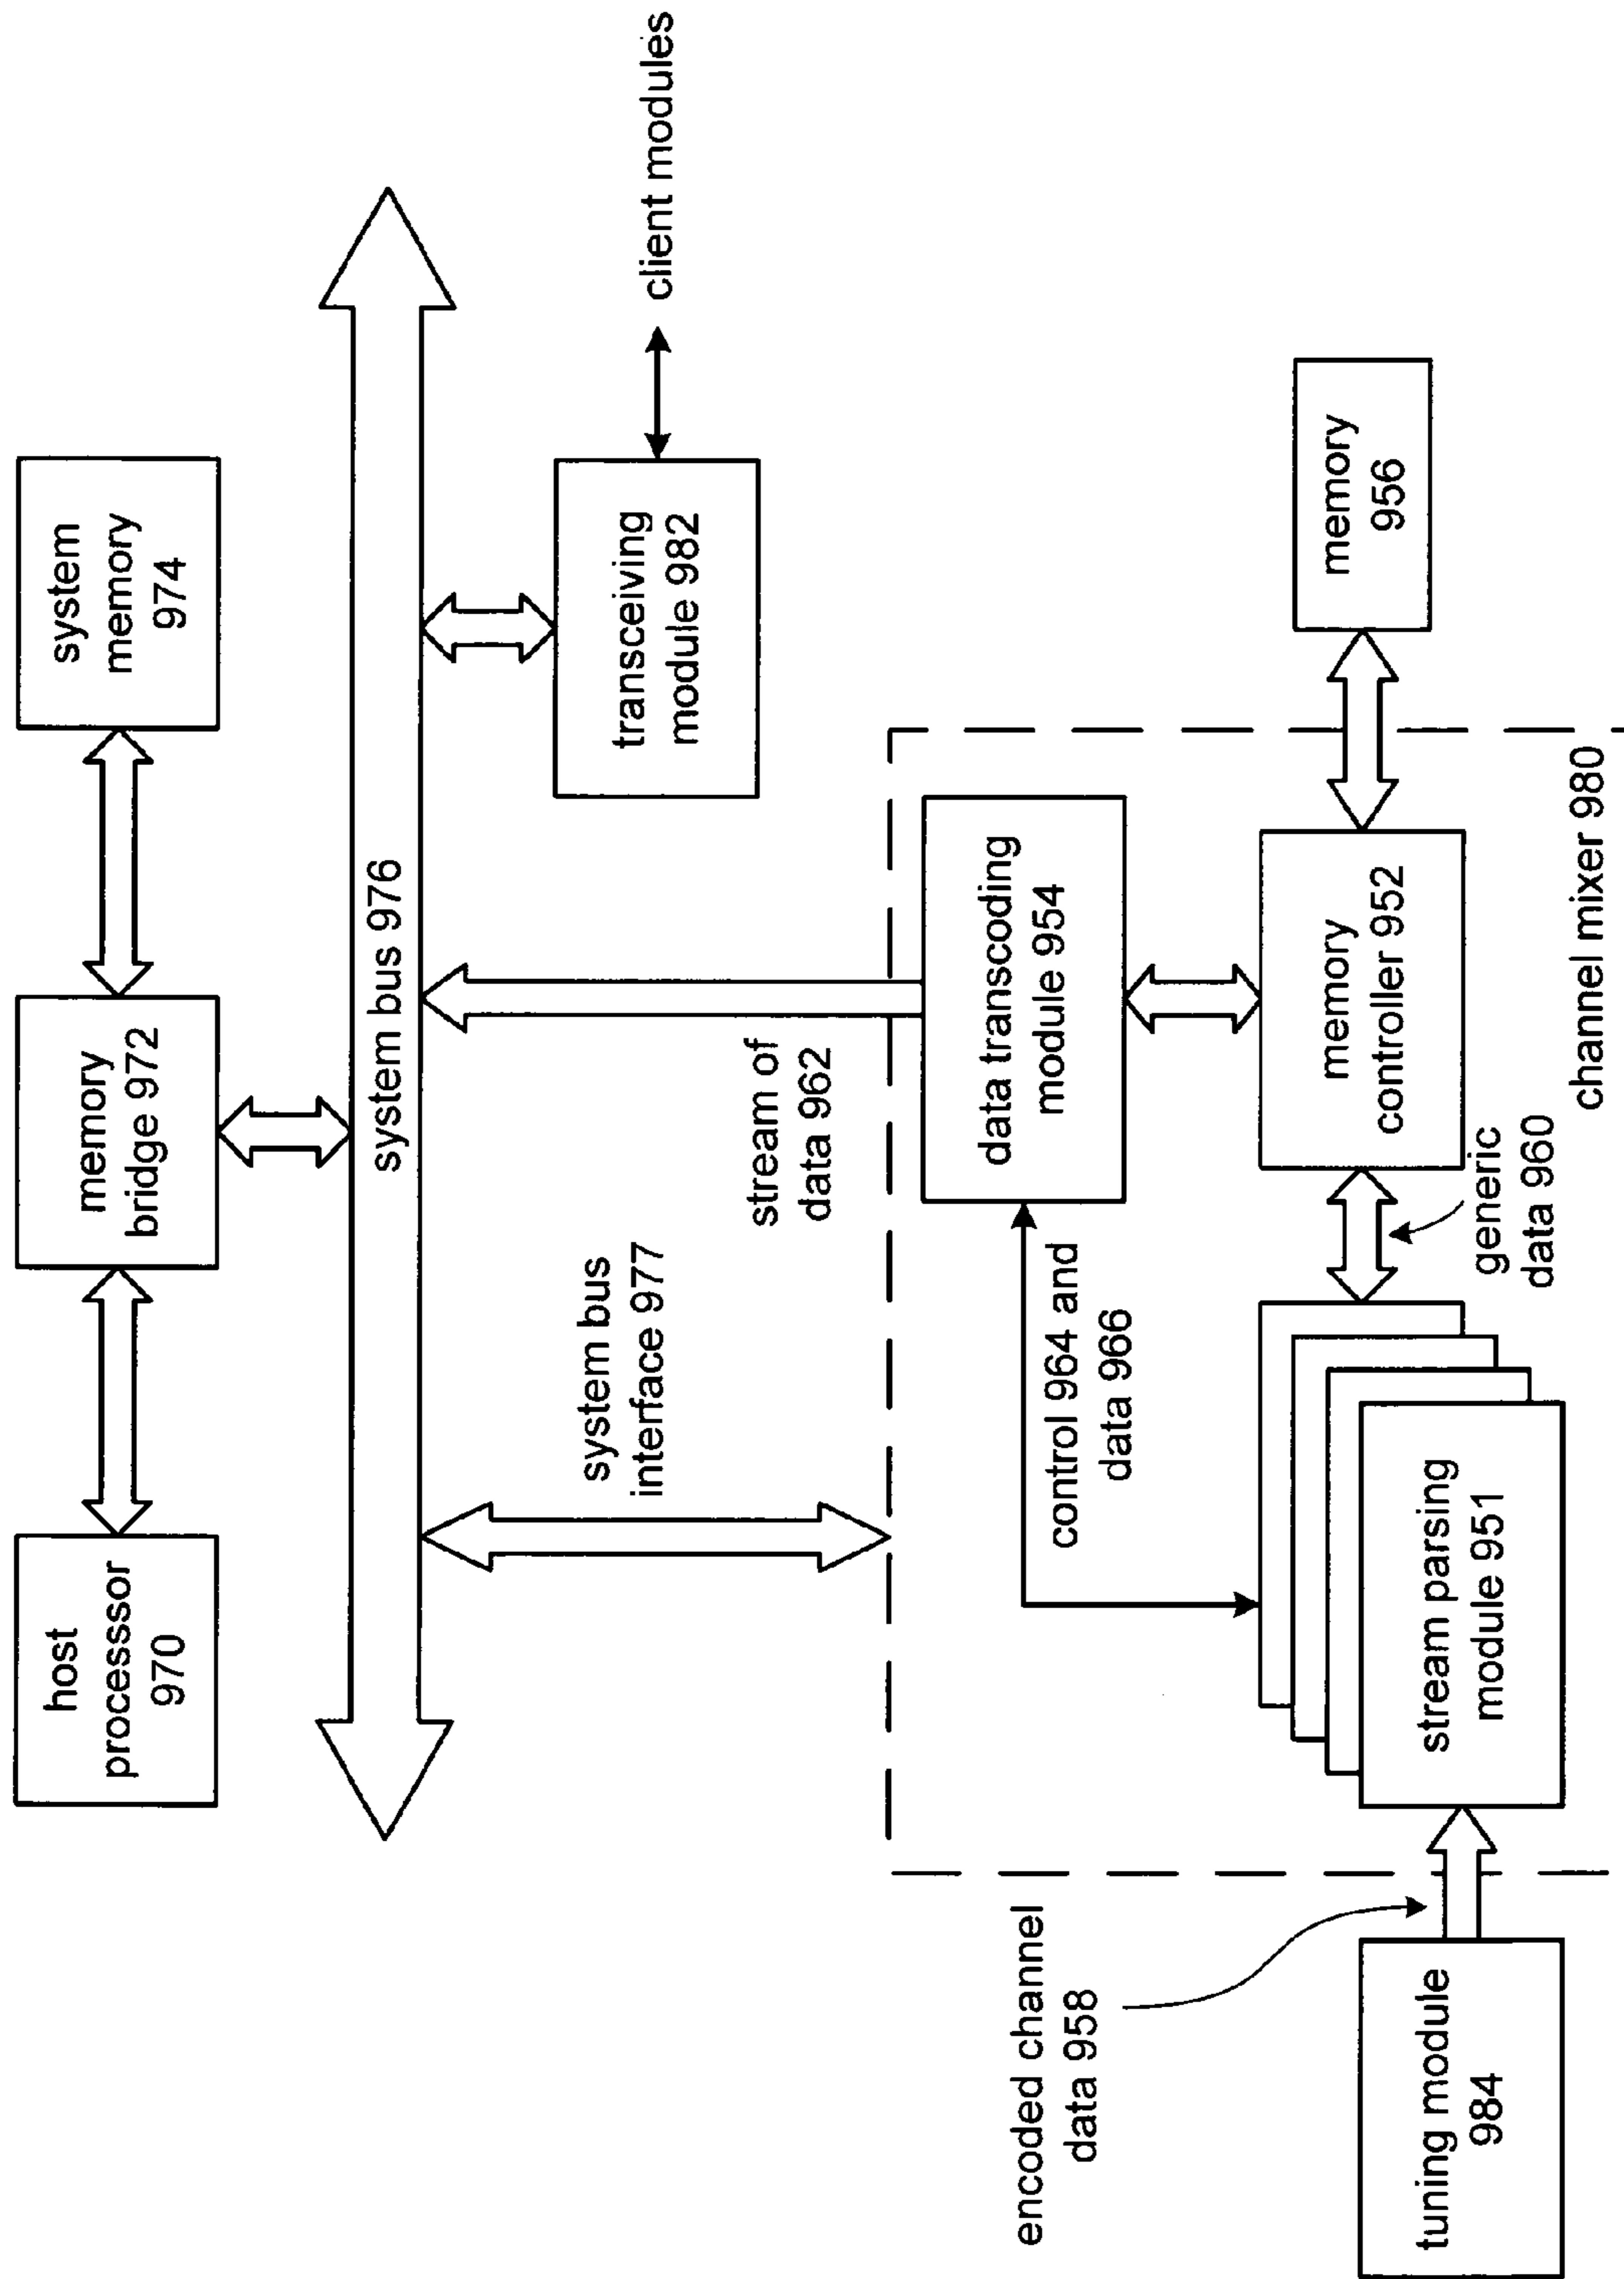 host
processor
970
memory
bridge 972
system
memory
974
system bus 976
system bus
interface 977
stream of
data 962
transceiving
module 982
client modules
data transcoding
module 954
control 964 and
data 966
encoded channel
data 958
tuning module
984
stream parsing
module 951
generic
data 960
memory
controller 952
memory
956
channel mixer 980